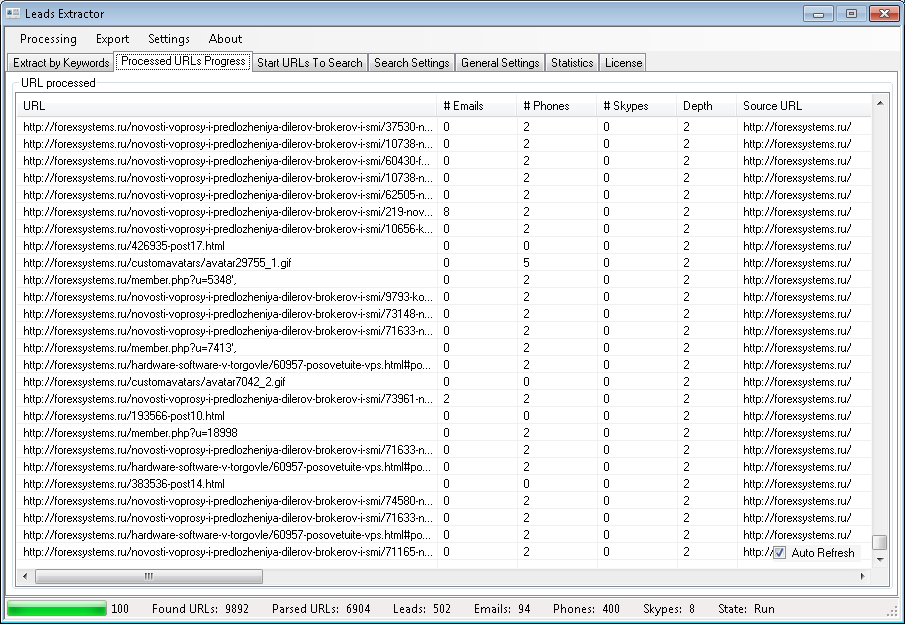 Leads Extractor
Processing Export Settings About
Extract by Keywords Processed URLs Progress Start URLs To Search Search Settings General Settings Statistics License
URL processed
URL # Emails # Phones # Skypes Depth Source URL
http://forexsystems.ru/novosti-voprosy-i-predlozheniya-dilerov-brokerov-i-smi/37530-n... 0 2 0 2 http://forexsystems.ru/
http://forexsystems.ru/novosti-voprosy-i-predlozheniya-dilerov-brokerov-i-smi/10738-n... 0 2 0 2 http://forexsystems.ru/
http://forexsystems.ru/novosti-voprosy-i-predlozheniya-dilerov-brokerov-i-smi/60430-f... 0 2 0 2 http://forexsystems.ru/
http://forexsystems.ru/novosti-voprosy-i-predlozheniya-dilerov-brokerov-i-smi/10738-n... 0 2 0 2 http://forexsystems.ru/
http://forexsystems.ru/novosti-voprosy-i-predlozheniya-dilerov-brokerov-i-smi/62505-n... 0 2 0 2 http://forexsystems.ru/
http://forexsystems.ru/novosti-voprosy-i-predlozheniya-dilerov-brokerov-i-smi/219-nov... 8 2 0 2 http://forexsystems.ru/
http://forexsystems.ru/novosti-voprosy-i-predlozheniya-dilerov-brokerov-i-smi/10656-k... 0 2 0 2 http://forexsystems.ru/
http://forexsystems.ru/426935-post17.html 0 0 0 2 http://forexsystems.ru/
http://forexsystems.ru/customavatars/avatar29755_1.gif 0 5 0 2 http://forexsystems.ru/
http://forexsystems.ru/member.php?u=5348', 0 2 0 2 http://forexsystems.ru/
http://forexsystems.ru/novosti-voprosy-i-predlozheniya-dilerov-brokerov-i-smi/9793-ko... 0 2 0 2 http://forexsystems.ru/
http://forexsystems.ru/novosti-voprosy-i-predlozheniya-dilerov-brokerov-i-smi/73148-n... 0 2 0 2 http://forexsystems.ru/
http://forexsystems.ru/novosti-voprosy-i-predlozheniya-dilerov-brokerov-i-smi/71633-n... 0 2 0 2 http://forexsystems.ru/
http://forexsystems.ru/member.php?u=7413', 0 2 0 2 http://forexsystems.ru/
http://forexsystems.ru/hardware-software-v-torgovle/60957-posovetuite-vps.html#po... 0 2 0 2 http://forexsystems.ru/
http://forexsystems.ru/customavatars/avatar7042_2.gif 0 0 0 2 http://forexsystems.ru/
http://forexsystems.ru/novosti-voprosy-i-predlozheniya-dilerov-brokerov-i-smi/73961-n... 2 2 0 2 http://forexsystems.ru/
http://forexsystems.ru/193566-post10.html 0 0 0 2 http://forexsystems.ru/
http://forexsystems.ru/member.php?u=18998 0 2 0 2 http://forexsystems.ru/
http://forexsystems.ru/novosti-voprosy-i-predlozheniya-dilerov-brokerov-i-smi/71633-n... 0 2 0 2 http://forexsystems.ru/
http://forexsystems.ru/hardware-software-v-torgovle/60957-posovetuite-vps.html#po... 0 2 0 2 http://forexsystems.ru/
http://forexsystems.ru/383536-post14.html 0 0 0 2 http://forexsystems.ru/
http://forexsystems.ru/novosti-voprosy-i-predlozheniya-dilerov-brokerov-i-smi/74580-n... 0 2 0 2 http://forexsystems.ru/
http://forexsystems.ru/novosti-voprosy-i-predlozheniya-dilerov-brokerov-i-smi/71633-n... 0 2 0 2 http://forexsystems.ru/
http://forexsystems.ru/hardware-software-v-torgovle/60957-posovetuite-vps.html#po... 0 2 0 2 http://forexsystems.ru/
http://forexsystems.ru/novosti-voprosy-i-predlozheniya-dilerov-brokerov-i-smi/71165-n... 0 2 0 2 http:/ Auto Refresh
100 Found URLs: 9892 Parsed URLs: 6904 Leads: 502 Emails: 94 Phones: 400 Skypes: 8 State: Run